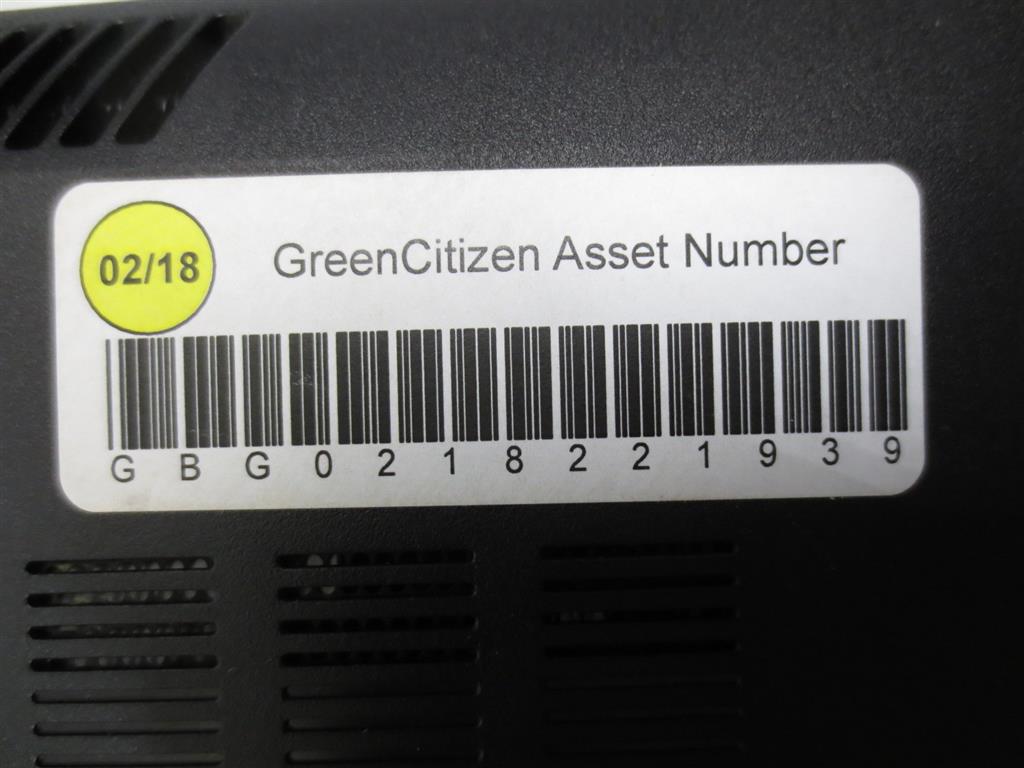 02/18
GreenCitizen Asset Number
G B G 0 2 1 8 2 2 1 9 3 9